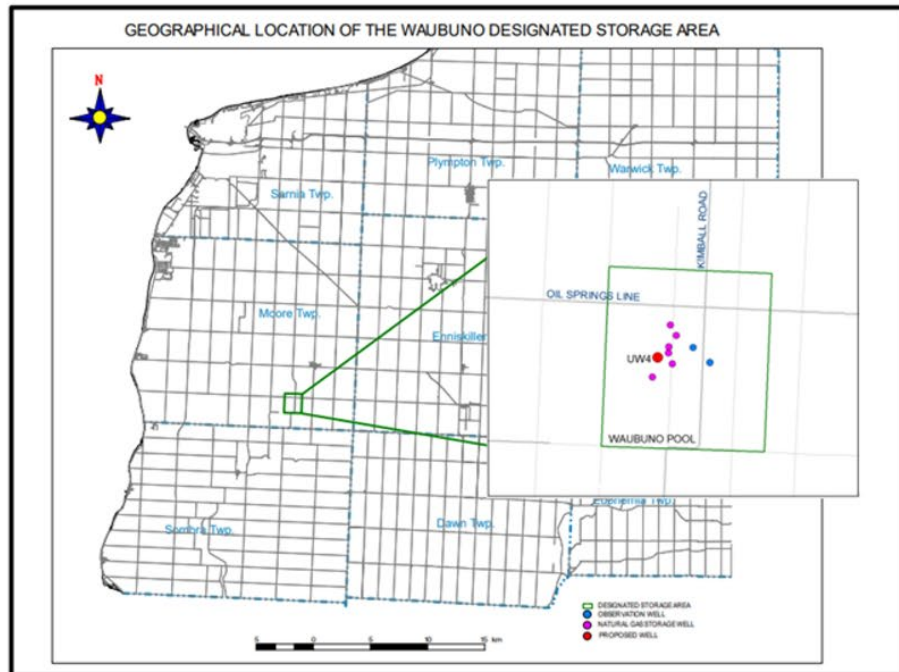 GEOGRAPHICAL LOCATION OF THE WAUBUNO DESIGNATED STORAGE AREA
N
Plympton Twp.
Warwick Twp.
Sarnia Twp.
KIMBALL ROAD
OIL SPRINGS LINE
Moore Twp.
Enniskillen
UW4
WAUBUNO POOL
Sombra Twp.
Dawn Twp.
Twp.
DESIGNATED STORAGE AREA
OBSERVATION WELL
NATURAL GAS STORAGE WELL
PROPOSED WELL
5 0 5 10 15 km